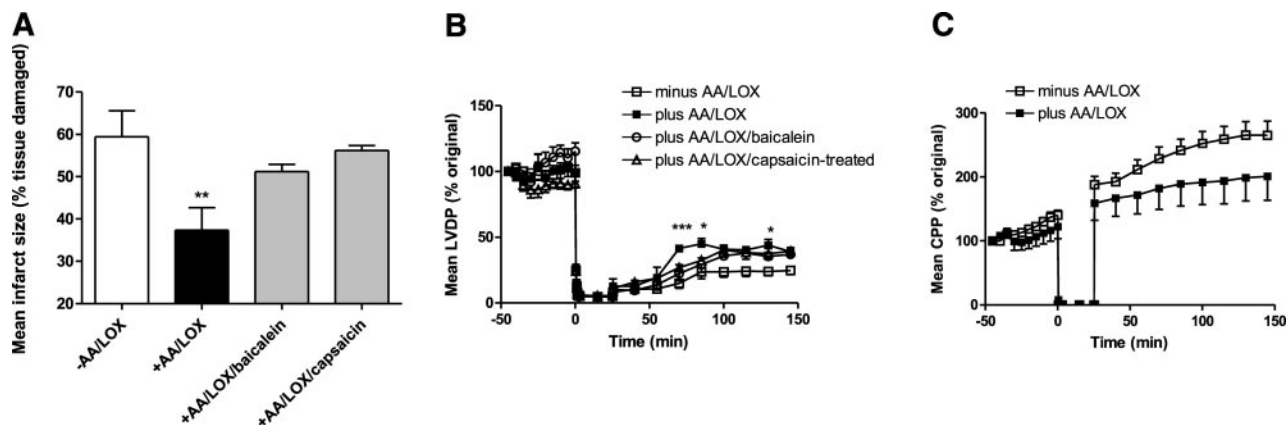 A
Mean infarct size (% tissue damaged)
70
60
50
40
30
20
**
-AA/LOX
+AA/LOX
+AA/LOX/baicalein
+AA/LOX/capsaicin
B
minus AA/LOX
plus AA/LOX
plus AA/LOX/baicalein
plus AA/LOX/capsaicin-treated
Mean LVDP (% original)
150
100
50
0
*** * *
-50 0 50 100 150
Time (min)
C
minus AA/LOX
plus AA/LOX
Mean CPP (% original)
300
200
100
0
-50 0 50 100 150
Time (min)